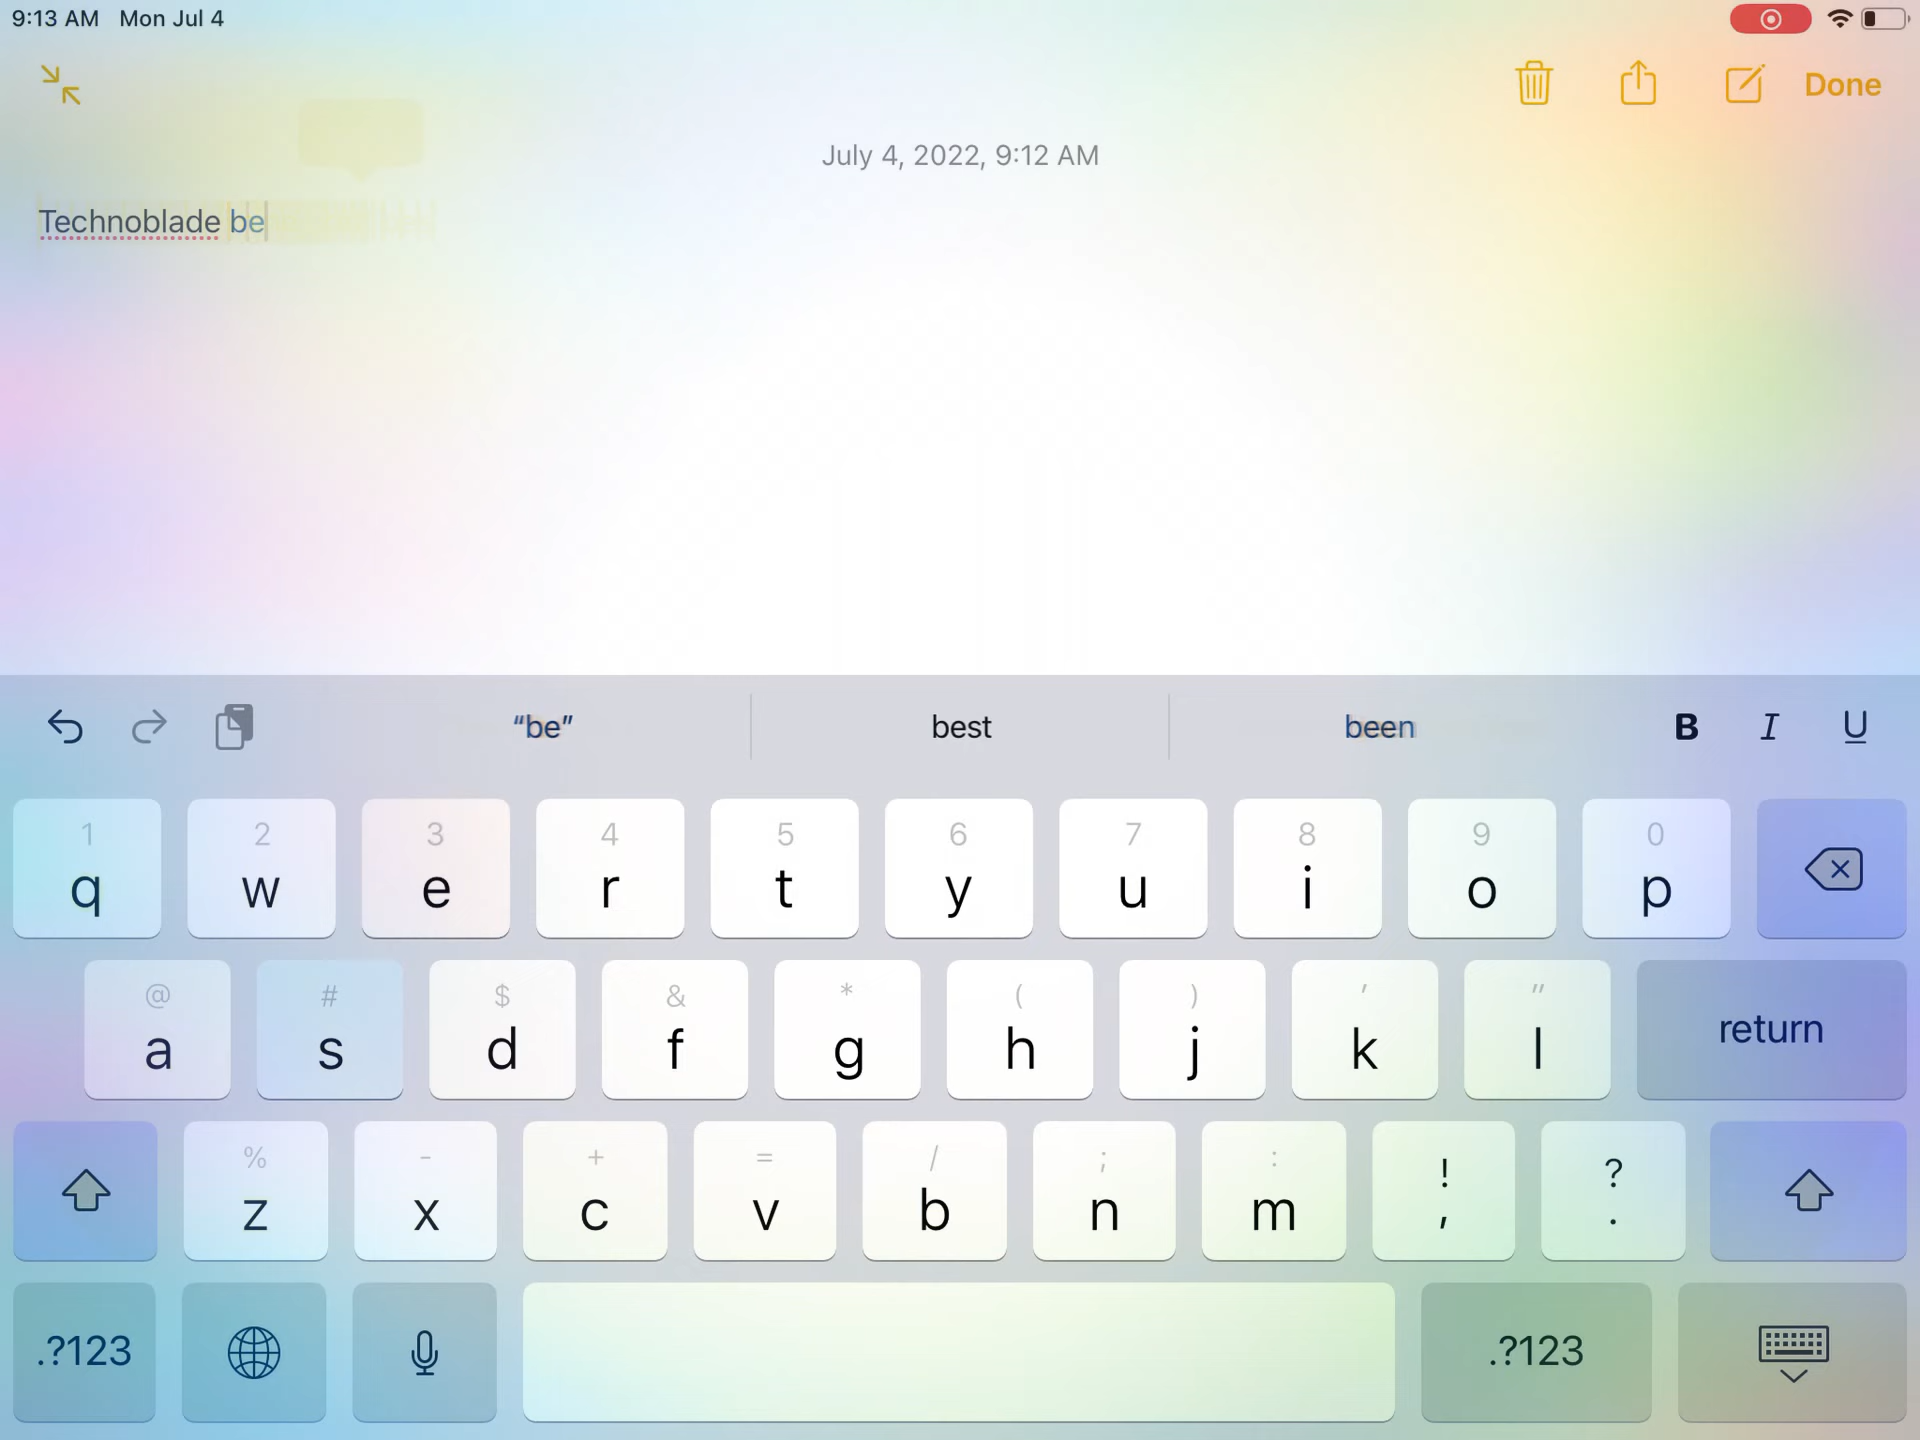 9:13 AM Mon Jul 4
Done
July 4, 2022, 9:12 AM
Technoblade be
“be” best been B I U
1 2 3 4 5 6 7 8 9 0
q w e r t y u i o p
@ # $ & * ( ) ' "
a s d f g h j k l return
% - + = / ; : ! ?
z x c v b n m , .
.?123 .?123